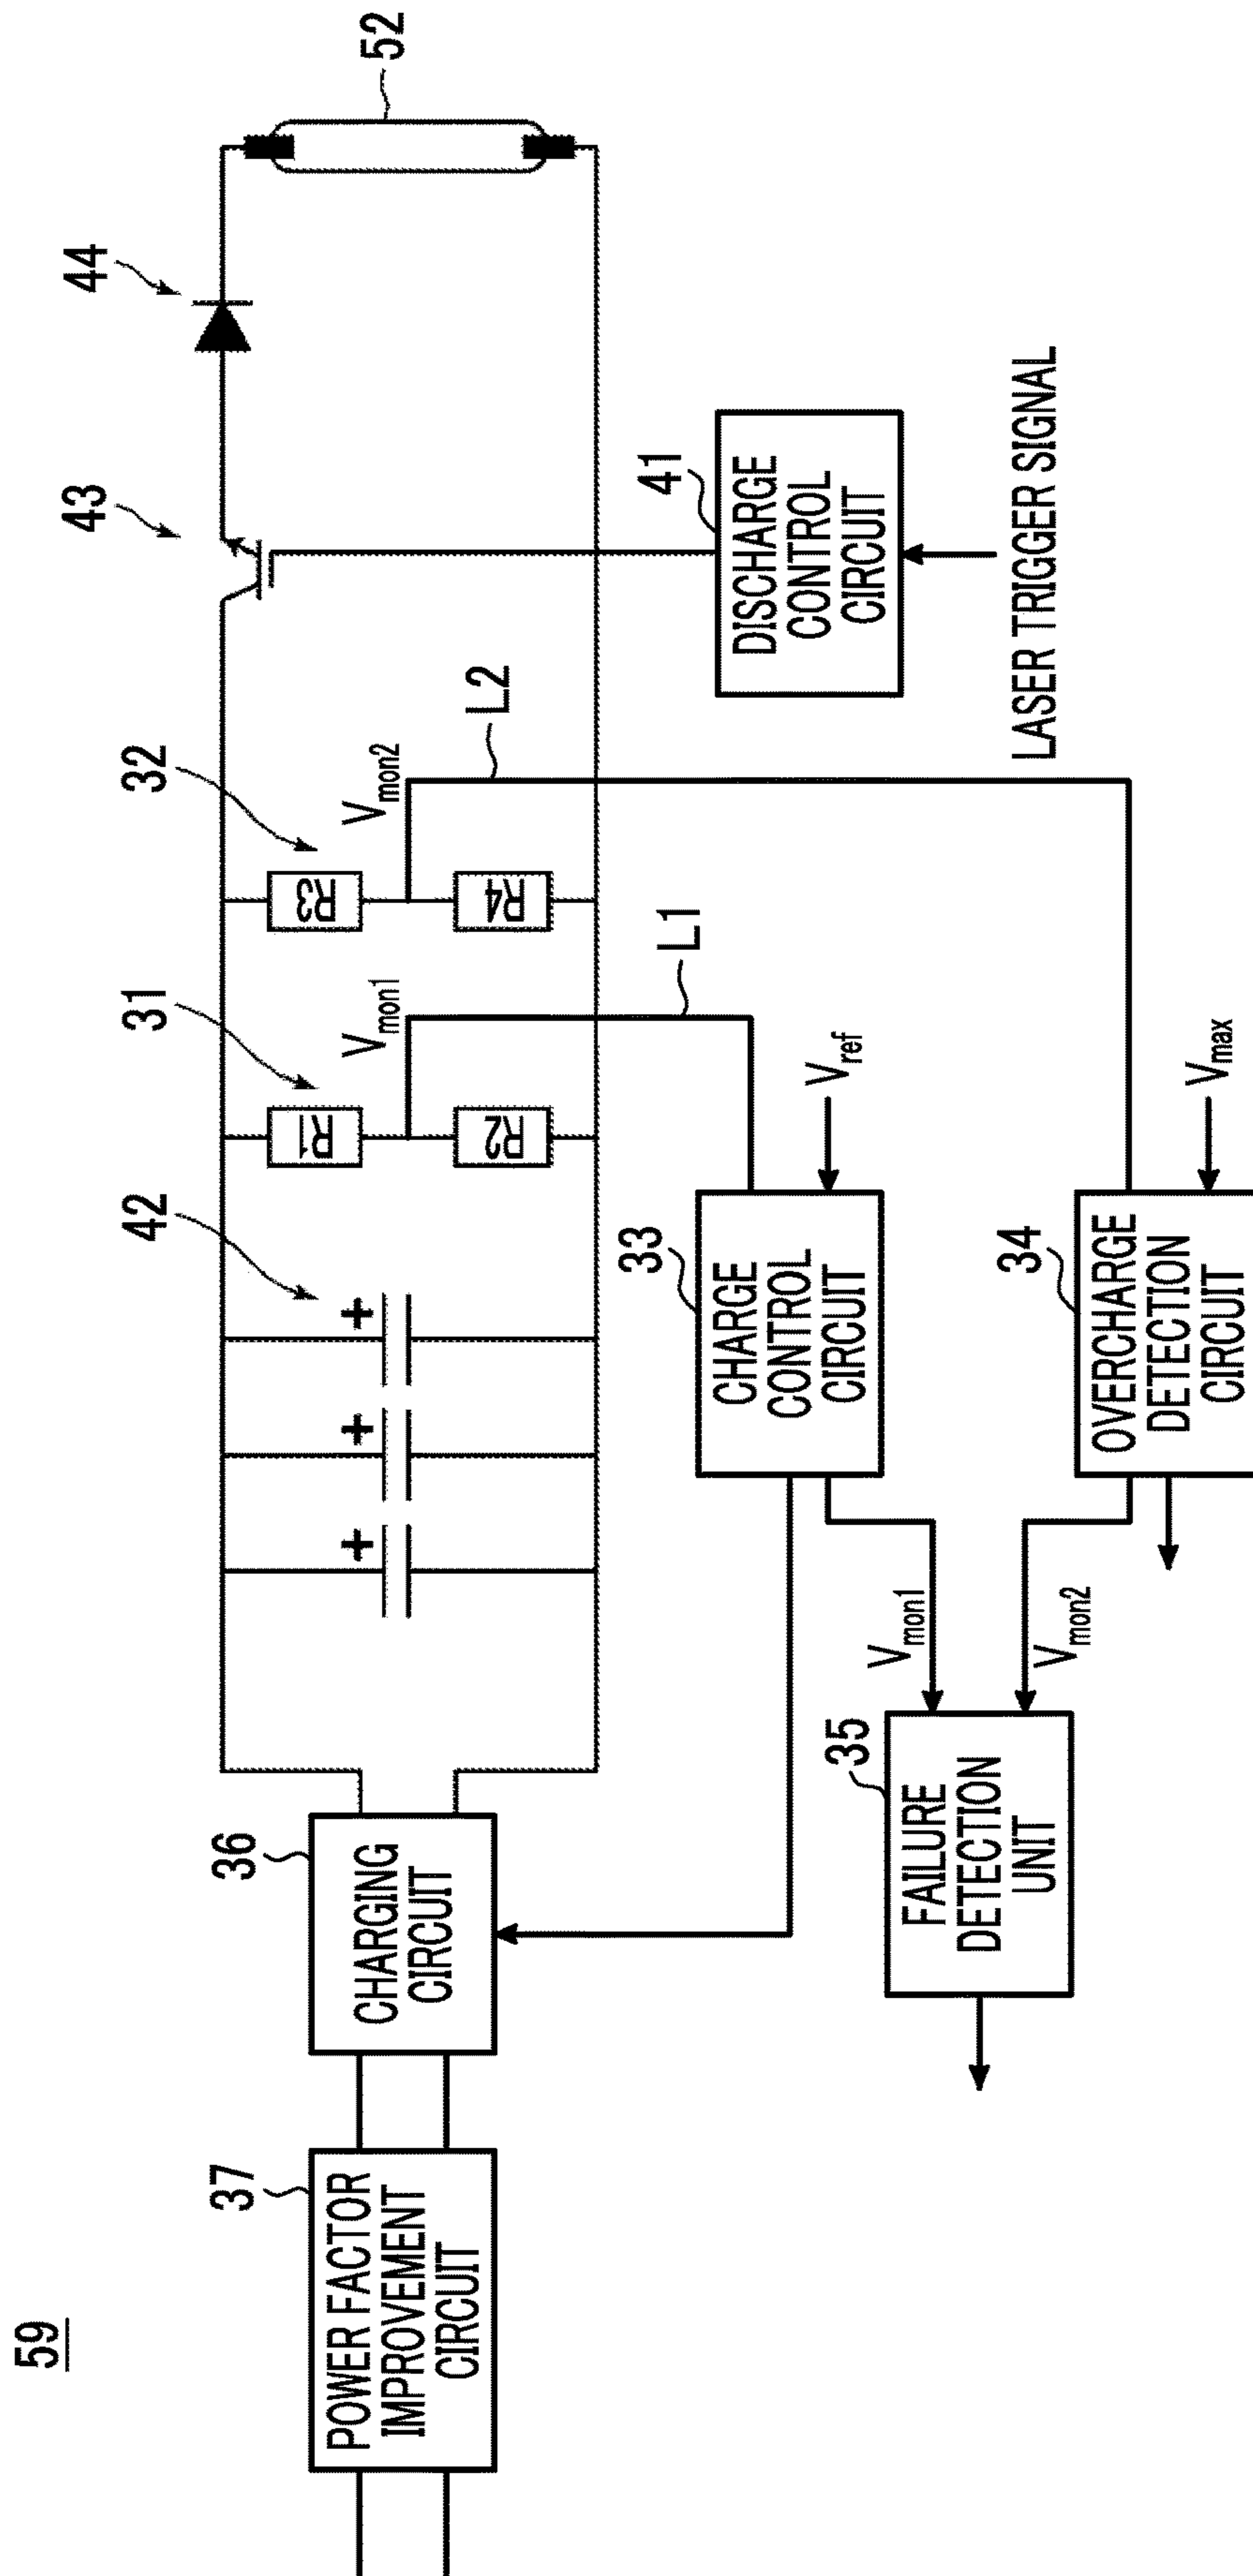 59
37
POWER FACTOR
IMPROVEMENT
CIRCUIT
36
CHARGING
CIRCUIT
42
+
+
+
31
R1
R2
Vmon1
L1
32
R3
R4
Vmon2
L2
43
44
52
33
CHARGE
CONTROL
CIRCUIT
Vref
41
DISCHARGE
CONTROL
CIRCUIT
LASER TRIGGER SIGNAL
35
FAILURE
DETECTION
UNIT
Vmon1
Vmon2
34
OVERCHARGE
DETECTION
CIRCUIT
Vmax